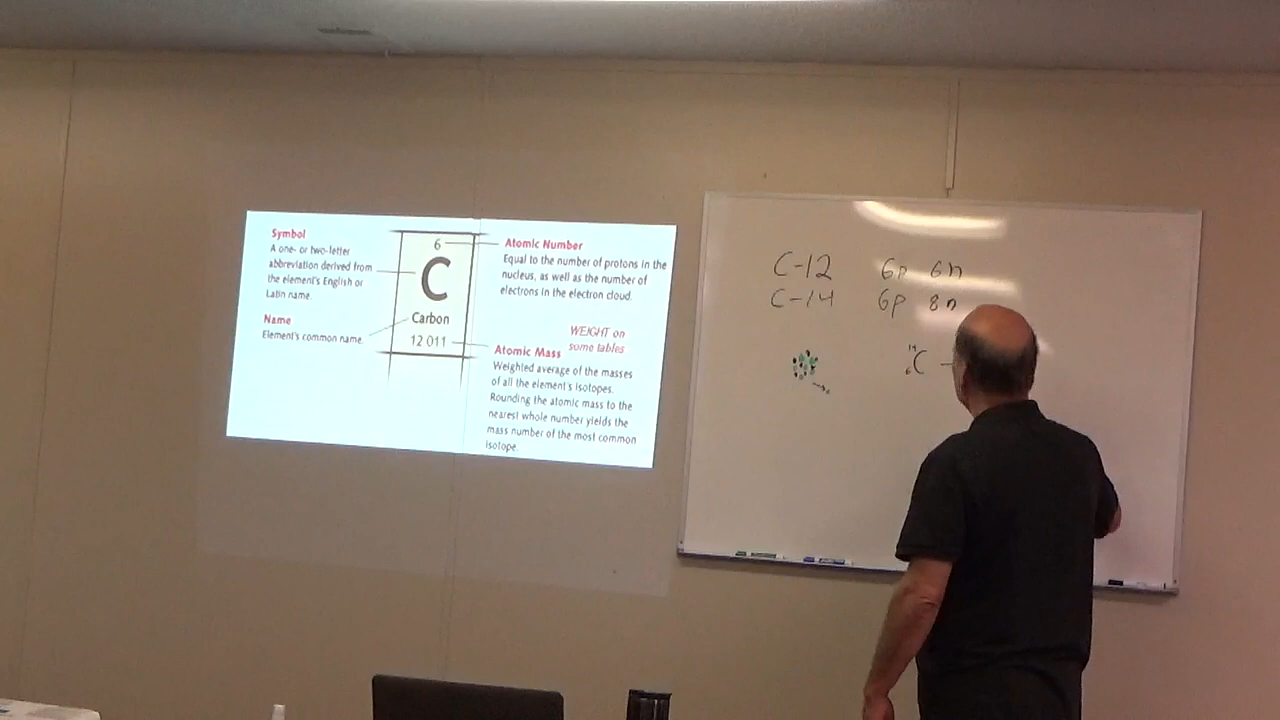 Symbol
A one- or two-letter
abbreviation derived from
the element's English or
Latin name.
Name
Element's common name.
6
C
Carbon
12 011
Atomic Number
Equal to the number of protons in the
nucleus, as well as the number of
electrons in the electron cloud.
WEIGHT on
some tables
Atomic Mass
Weighted average of the masses
of all the element's isotopes.
Rounding the atomic mass to the
nearest whole number yields the
mass number of the most common
isotope.
C-12 6p 6n
C-14 6p 8n
14
6 C –